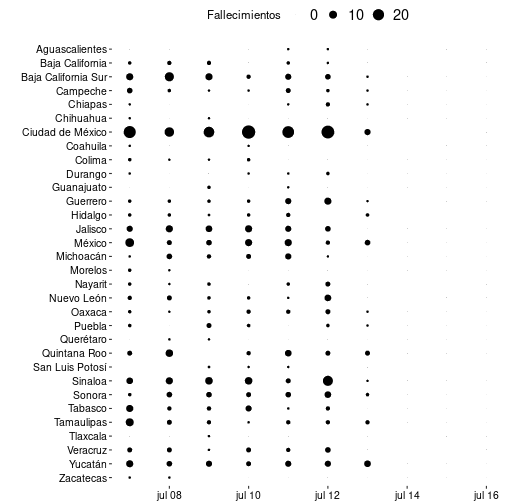 Fallecimientos 0 10 20
Aguascalientes
Baja California
Baja California Sur
Campeche
Chiapas
Chihuahua
Ciudad de México
Coahuila
Colima
Durango
Guanajuato
Guerrero
Hidalgo
Jalisco
México
Michoacán
Morelos
Nayarit
Nuevo León
Oaxaca
Puebla
Querétaro
Quintana Roo
San Luis Potosí
Sinaloa
Sonora
Tabasco
Tamaulipas
Tlaxcala
Veracruz
Yucatán
Zacatecas
jul 08 jul 10 jul 12 jul 14 jul 16